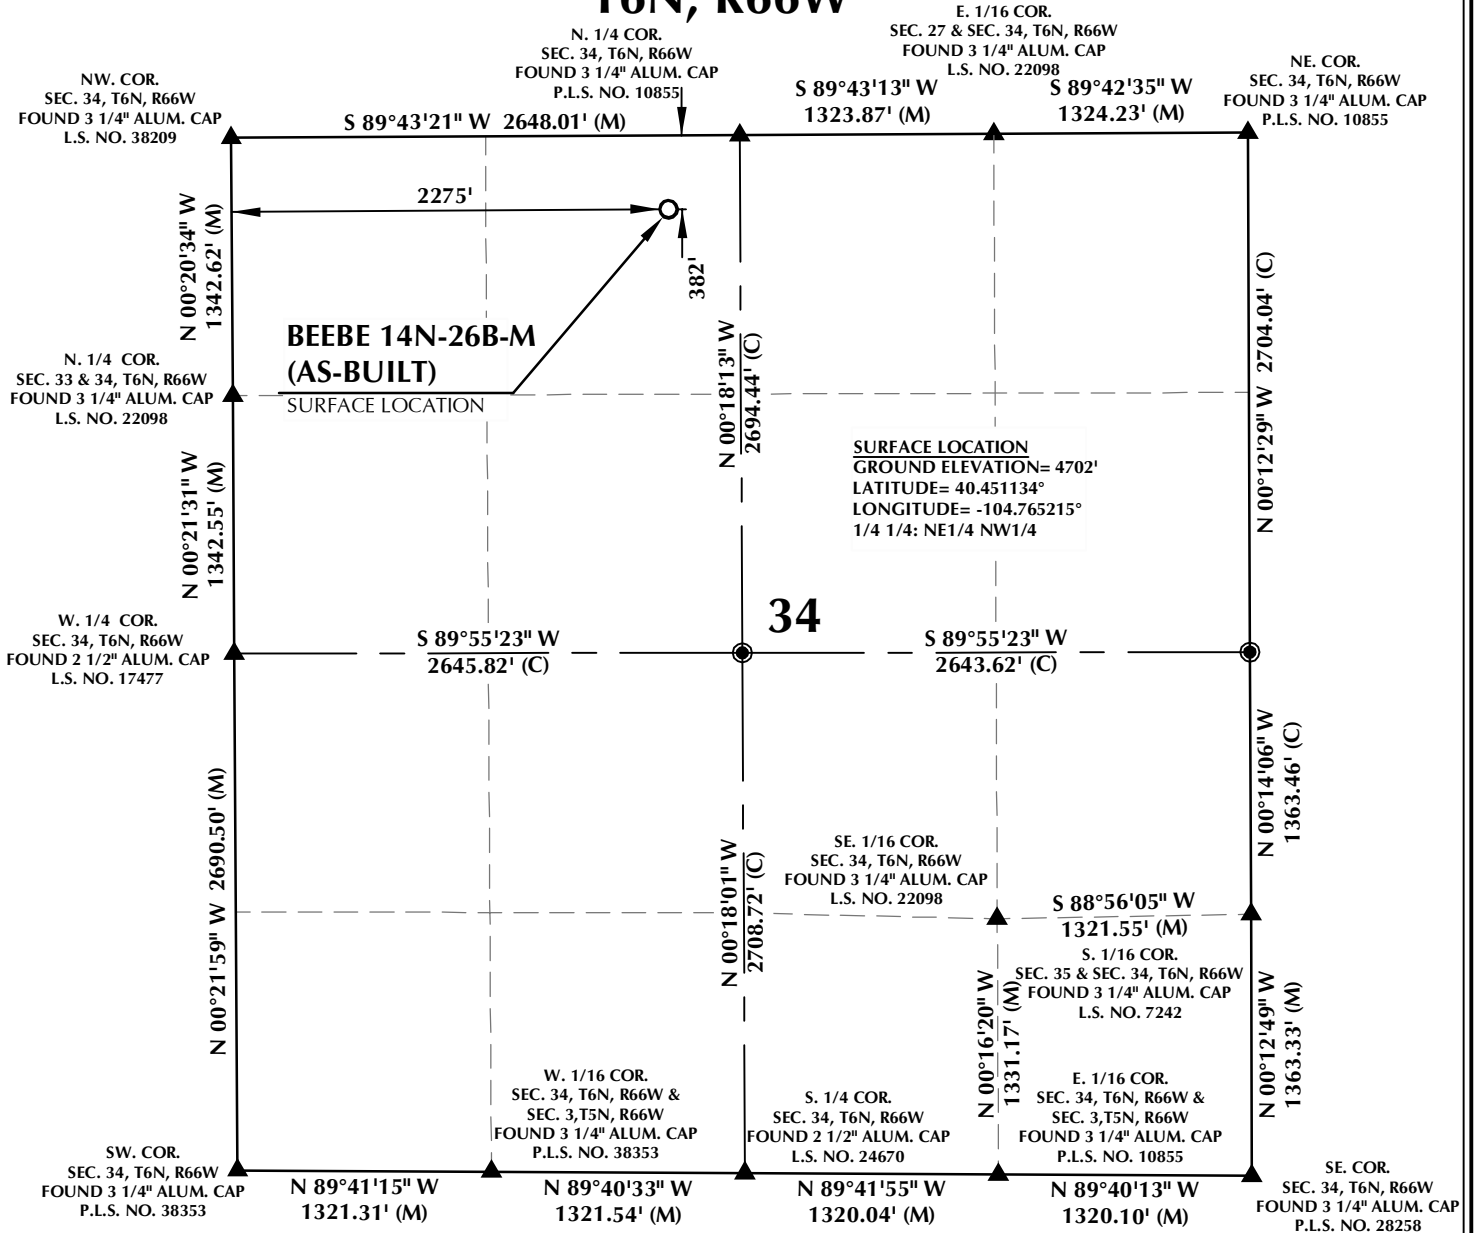 T6N, R66W
E. 1/16 COR.
SEC. 27 & SEC. 34, T6N, R66W
FOUND 3 1/4" ALUM. CAP
L.S. NO. 22098
N. 1/4 COR.
SEC. 34, T6N, R66W
FOUND 3 1/4" ALUM. CAP
P.L.S. NO. 10855
NW. COR.
SEC. 34, T6N, R66W
FOUND 3 1/4" ALUM. CAP
L.S. NO. 38209
NE. COR.
SEC. 34, T6N, R66W
FOUND 3 1/4" ALUM. CAP
P.L.S. NO. 10855
S 89°43'21" W 2648.01' (M)
S 89°43'13" W
1323.87' (M)
S 89°42'35" W
1324.23' (M)
2275'
382'
N 00°20'34" W
1342.62' (M)
BEEBE 14N-26B-M
(AS-BUILT)
SURFACE LOCATION
N 00°18'13" W
2694.44' (C)
N 00°12'29" W 2704.04' (C)
N. 1/4 COR.
SEC. 33 & 34, T6N, R66W
FOUND 3 1/4" ALUM. CAP
L.S. NO. 22098
SURFACE LOCATION
GROUND ELEVATION= 4702'
LATITUDE= 40.451134°
LONGITUDE= -104.765215°
1/4 1/4: NE1/4 NW1/4
N 00°21'31" W
1342.55' (M)
W. 1/4 COR.
SEC. 34, T6N, R66W
FOUND 2 1/2" ALUM. CAP
L.S. NO. 17477
34
S 89°55'23" W
2645.82' (C)
S 89°55'23" W
2643.62' (C)
N 00°21'59" W 2690.50' (M)
N 00°18'01" W
2708.72' (C)
N 00°14'06" W
1363.46' (C)
SE. 1/16 COR.
SEC. 34, T6N, R66W
FOUND 3 1/4" ALUM. CAP
L.S. NO. 22098
S 88°56'05" W
1321.55' (M)
S. 1/16 COR.
SEC. 35 & SEC. 34, T6N, R66W
FOUND 3 1/4" ALUM. CAP
L.S. NO. 7242
N 00°16'20" W
1331.17' (M)
N 00°12'49" W
1363.33' (M)
W. 1/16 COR.
SEC. 34, T6N, R66W &
SEC. 3,T5N, R66W
FOUND 3 1/4" ALUM. CAP
P.L.S. NO. 38353
S. 1/4 COR.
SEC. 34, T6N, R66W
FOUND 2 1/2" ALUM. CAP
L.S. NO. 24670
E. 1/16 COR.
SEC. 34, T6N, R66W &
SEC. 3,T5N, R66W
FOUND 3 1/4" ALUM. CAP
P.L.S. NO. 10855
SW. COR.
SEC. 34, T6N, R66W
FOUND 3 1/4" ALUM. CAP
P.L.S. NO. 38353
SE. COR.
SEC. 34, T6N, R66W
FOUND 3 1/4" ALUM. CAP
P.L.S. NO. 28258
N 89°41'15" W
1321.31' (M)
N 89°40'33" W
1321.54' (M)
N 89°41'55" W
1320.04' (M)
N 89°40'13" W
1320.10' (M)